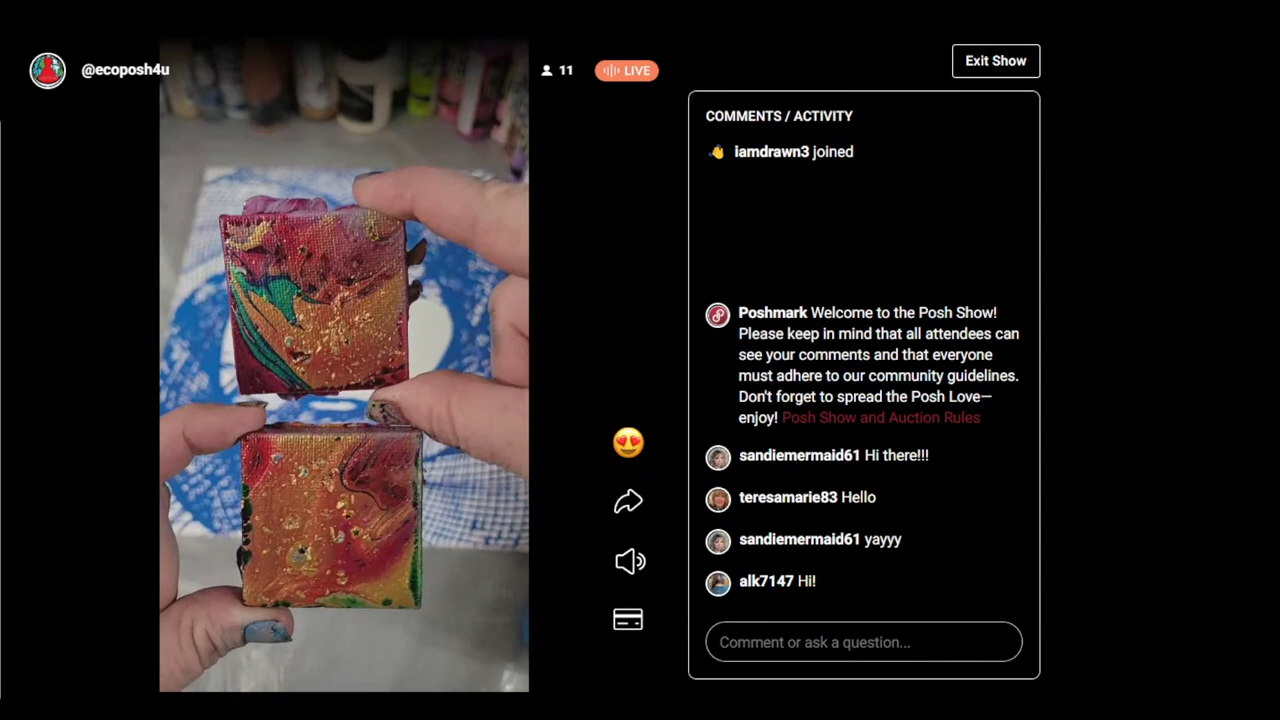 @ecoposh4u
11
LIVE
Exit Show
COMMENTS / ACTIVITY
👋 iamdrawn3 joined
Poshmark Welcome to the Posh Show!
Please keep in mind that all attendees can
see your comments and that everyone
must adhere to our community guidelines.
Don't forget to spread the Posh Love—
enjoy! Posh Show and Auction Rules
sandiemermaid61 Hi there!!!
teresamarie83 Hello
sandiemermaid61 yayyy
alk7147 Hi!
Comment or ask a question...